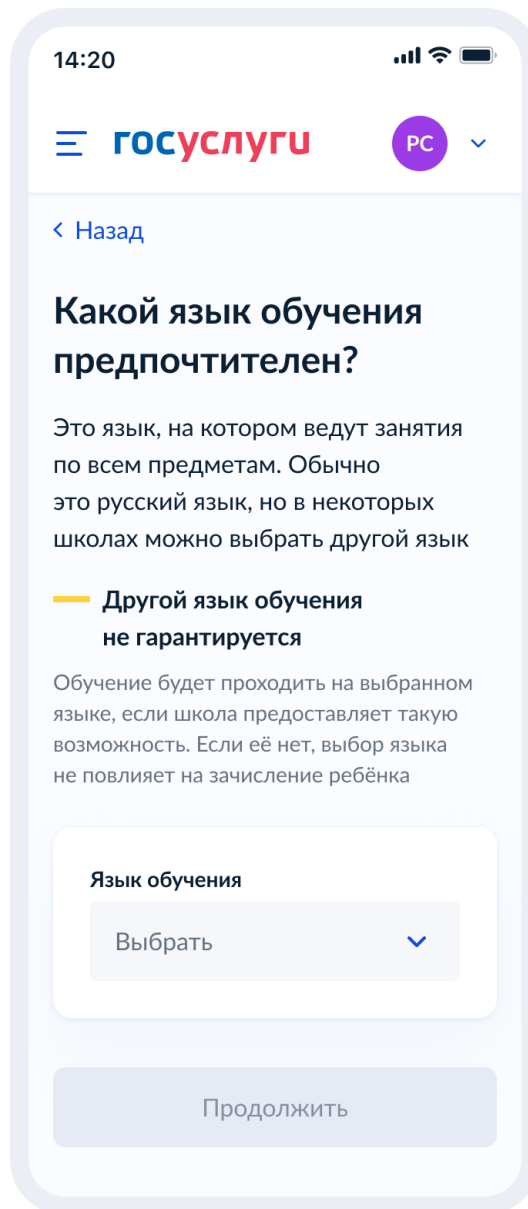 14:20
госуслуги
РС
Назад
Какой язык обучения
предпочтителен?
Это язык, на котором ведут занятия
по всем предметам. Обычно
это русский язык, но в некоторых
школах можно выбрать другой язык
Другой язык обучения
не гарантируется
Обучение будет проходить на выбранном
языке, если школа предоставляет такую
возможность. Если её нет, выбор языка
не повлияет на зачисление ребёнка
Язык обучения
Выбрать
Продолжить